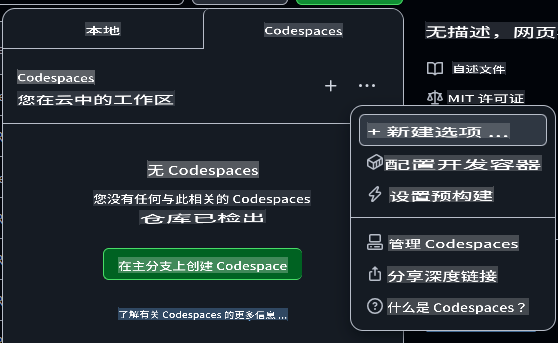 本地
Codespaces
无描述，网页
Codespaces
您在云中的工作区
自述文件
MIT 许可证
+ 新建选项 ...
配置开发容器
设置预构建
无 Codespaces
您没有任何与此相关的 Codespaces
仓库已检出
在主分支上创建 Codespace
了解有关 Codespaces 的更多信息 ...
管理 Codespaces
分享深度链接
什么是 Codespaces？